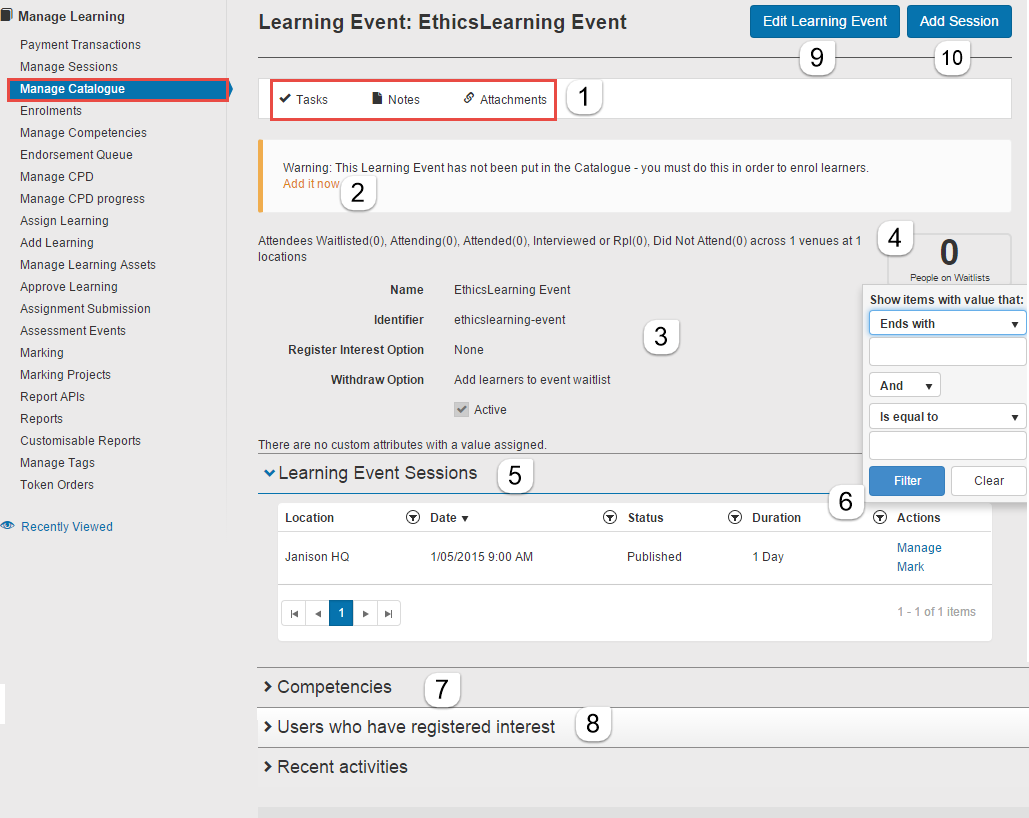 Manage Learning
Payment Transactions
Manage Sessions
Manage Catalogue
Enrolments
Manage Competencies
Endorsement Queue
Manage CPD
Manage CPD progress
Assign Learning
Add Learning
Manage Learning Assets
Approve Learning
Assignment Submission
Assessment Events
Marking
Marking Projects
Report APIs
Reports
Customisable Reports
Manage Tags
Token Orders
Recently Viewed
Learning Event: EthicsLearning Event
Edit Learning Event
Add Session
9
10
Tasks Notes Attachments
1
Warning: This Learning Event has not been put in the Catalogue - you must do this in order to enrol learners.
Add it now
2
Attendees Waitlisted(0), Attending(0), Attended(0), Interviewed or Rpl(0), Did Not Attend(0) across 1 venues at 1
locations
4
0
People on Waitlists
Name EthicsLearning Event
Identifier ethicslearning-event
Register Interest Option None
Withdraw Option Add learners to event waitlist
Active
3
There are no custom attributes with a value assigned.
Show items with value that:
Ends with
And
Is equal to
Filter Clear
6
Learning Event Sessions
5
Location Date Status Duration Actions
Janison HQ 1/05/2015 9:00 AM Published 1 Day Manage
Mark
1
1 - 1 of 1 items
Competencies
7
Users who have registered interest
8
Recent activities